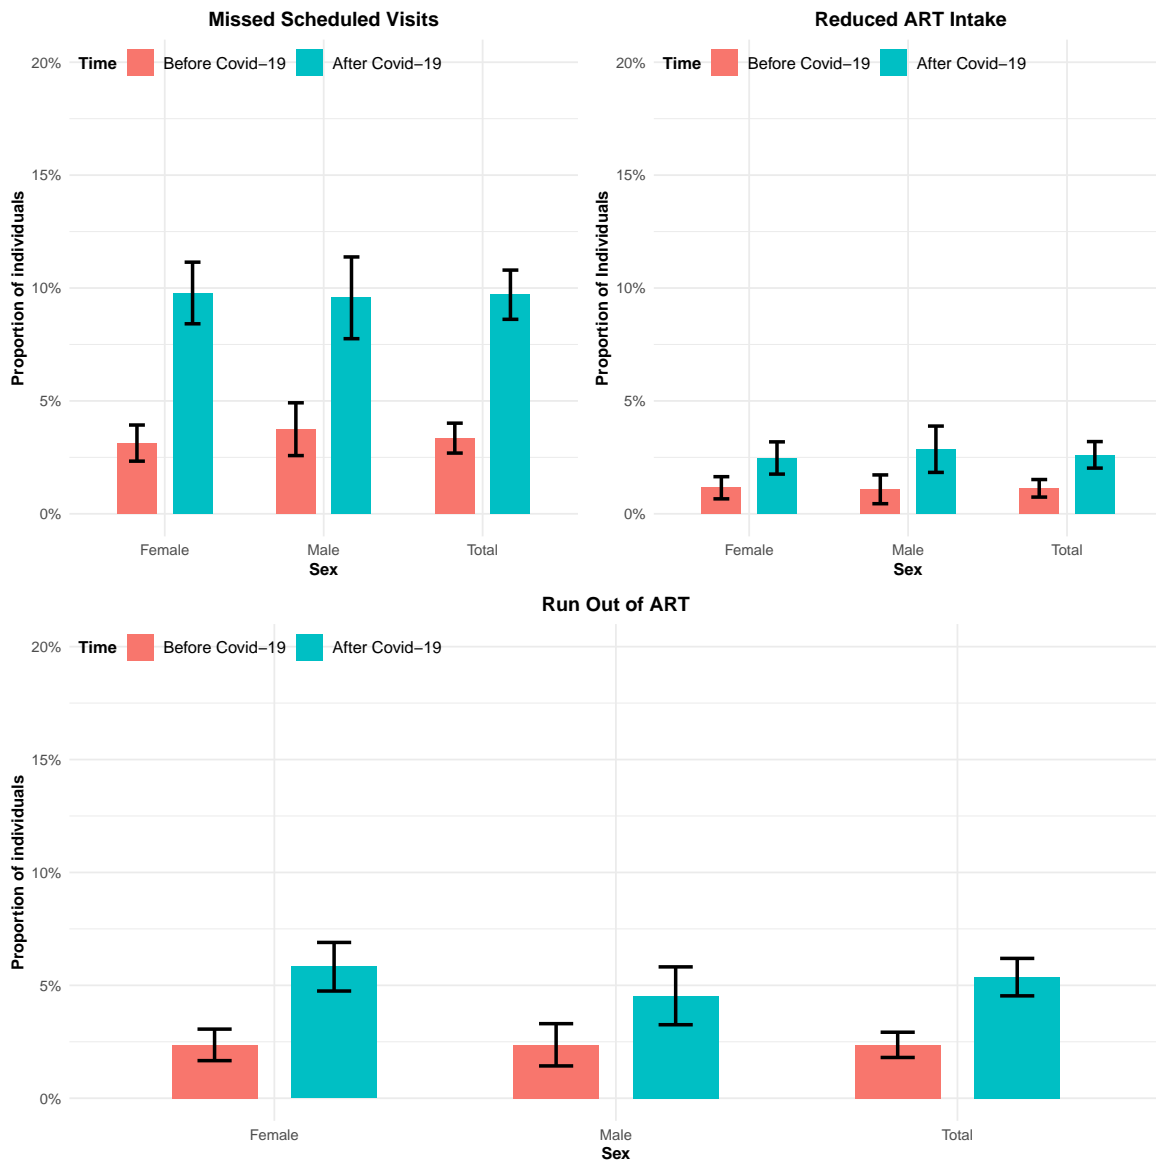 Missed Scheduled Visits
Time Before Covid−19 After Covid−19
20%
15%
10%
5%
0%
Proportion of individuals
Female Male Total
Sex
Reduced ART Intake
Time Before Covid−19 After Covid−19
20%
15%
10%
5%
0%
Proportion of Individuals
Female Male Total
Sex
Run Out of ART
Time Before Covid−19 After Covid−19
20%
15%
10%
5%
0%
Proportion of individuals
Female Male Total
Sex